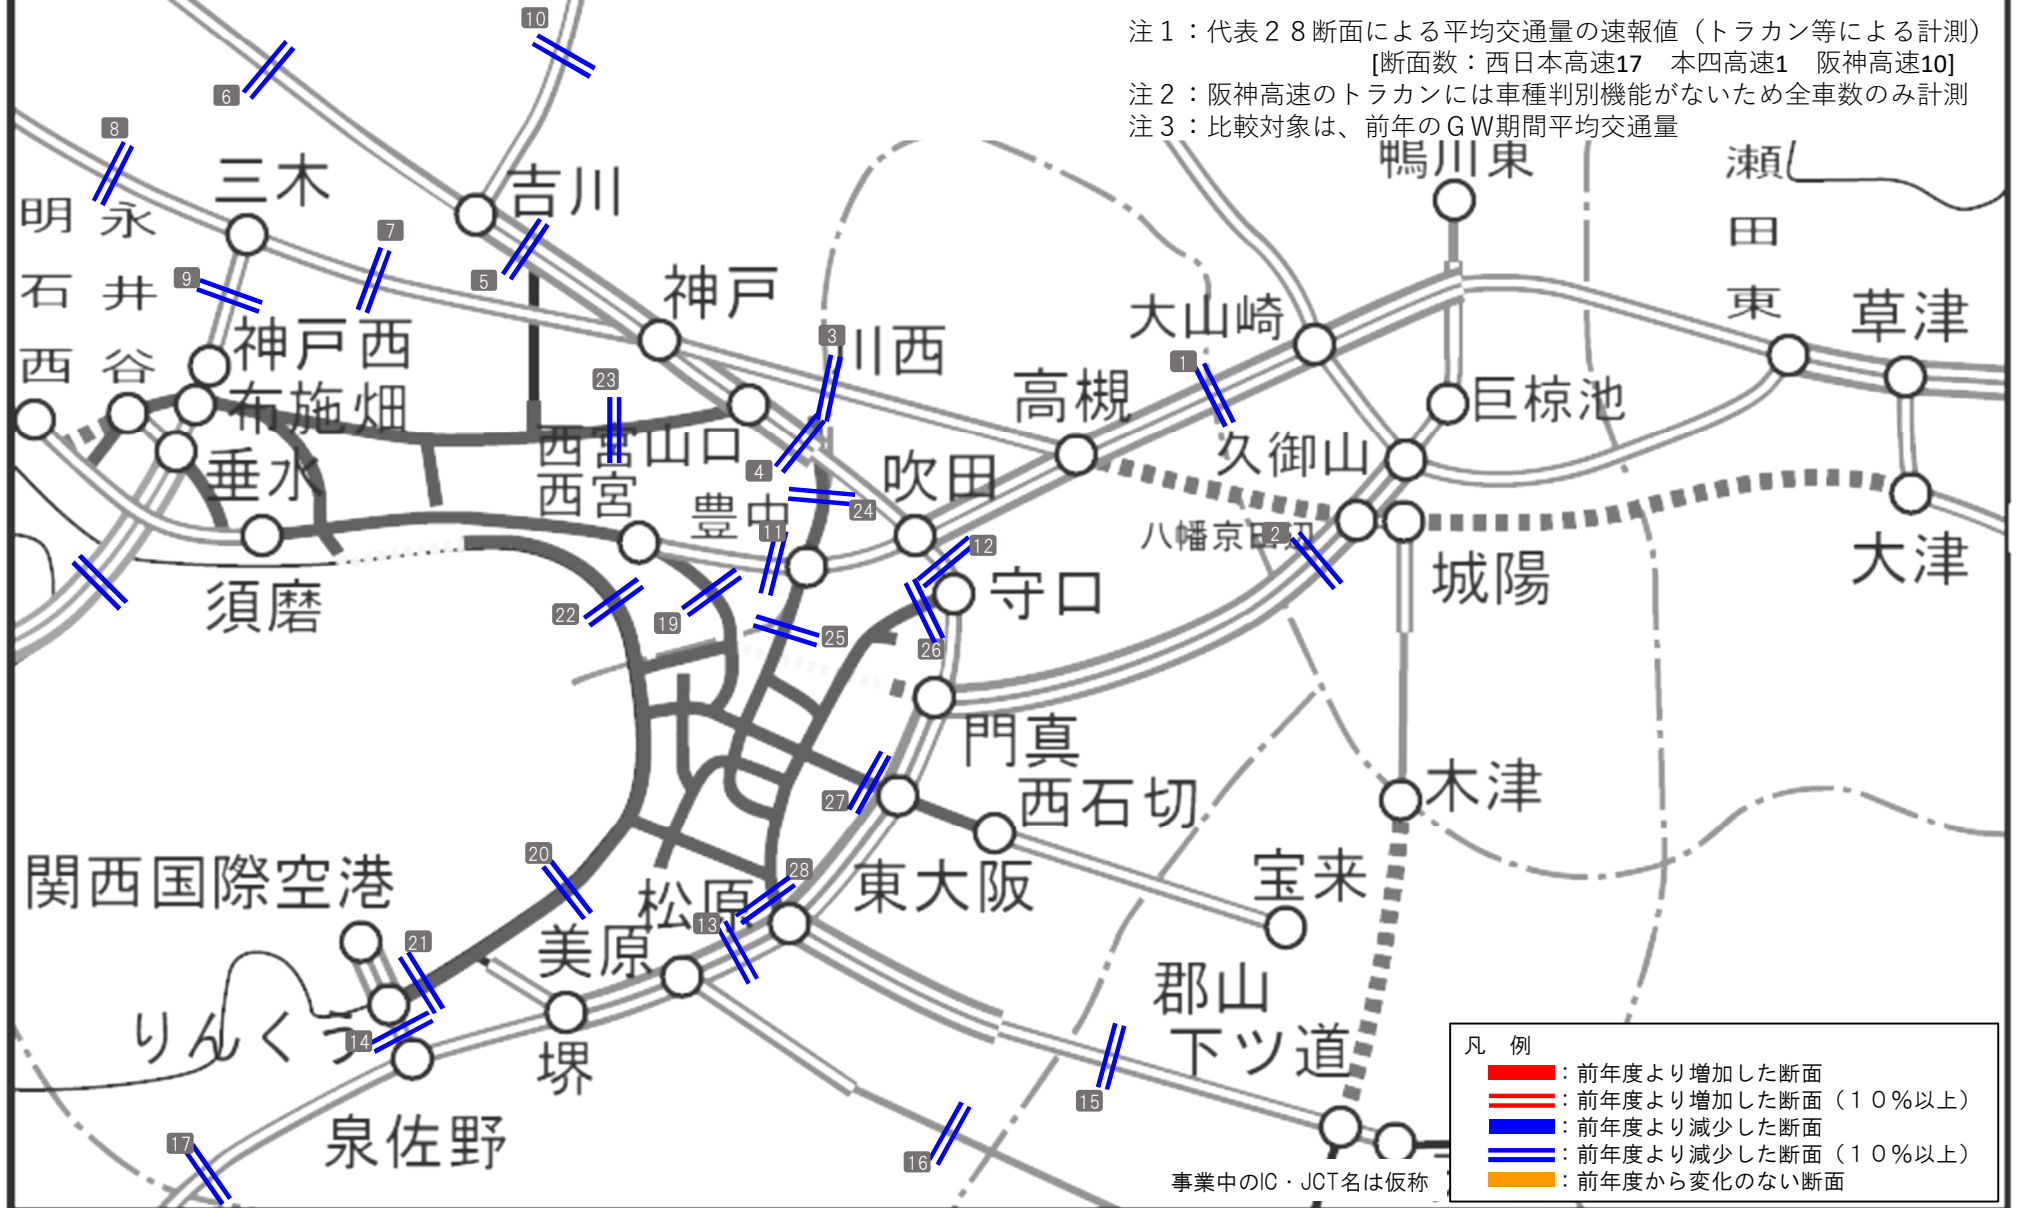 注１：代表２８断面による平均交通量の速報値（トラカン等による計測）
[断面数：西日本高速17　本四高速1　阪神高速10]
注２：阪神高速のトラカンには車種判別機能がないため全車数のみ計測
注３：比較対象は、前年のＧＷ期間平均交通量
10
6
8
三木
吉川
鴨川東
瀬田東
明石西
永井谷
7
9
5
神戸
神戸西
大山崎
草津
3
川西
1
高槻
布施畑
23
巨椋池
西宮山口
4
久御山
垂水
西宮
豊中
24
吹田
11
八幡京田辺
2
12
大津
城陽
須磨
22
19
25
守口
26
門真
27
西石切
木津
20
28
関西国際空港
松原
東大阪
宝来
13
21
美原
郡山下ツ道
りんくう
14
堺
15
17
泉佐野
16
事業中のIC・JCT名は仮称
凡　例
：前年度より増加した断面
：前年度より増加した断面（１０％以上）
：前年度より減少した断面
：前年度より減少した断面（１０％以上）
：前年度から変化のない断面